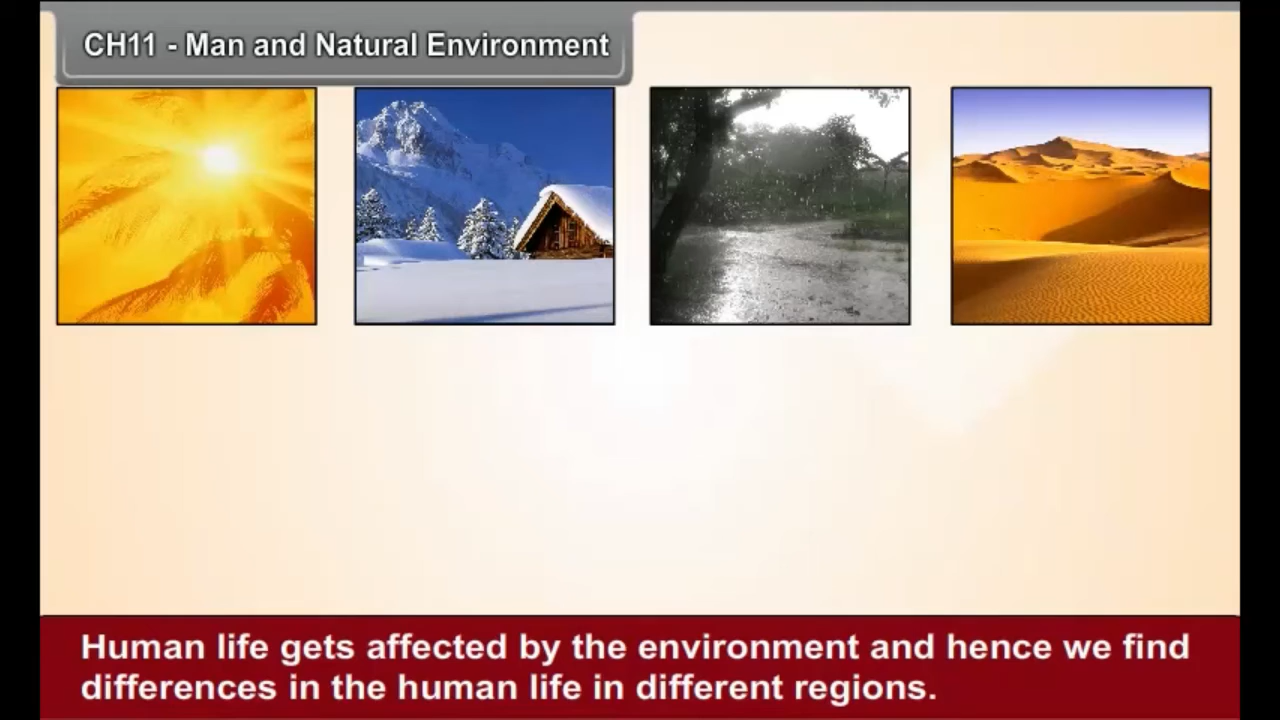 CH11 - Man and Natural Environment
Human life gets affected by the environment and hence we find
differences in the human life in different regions.